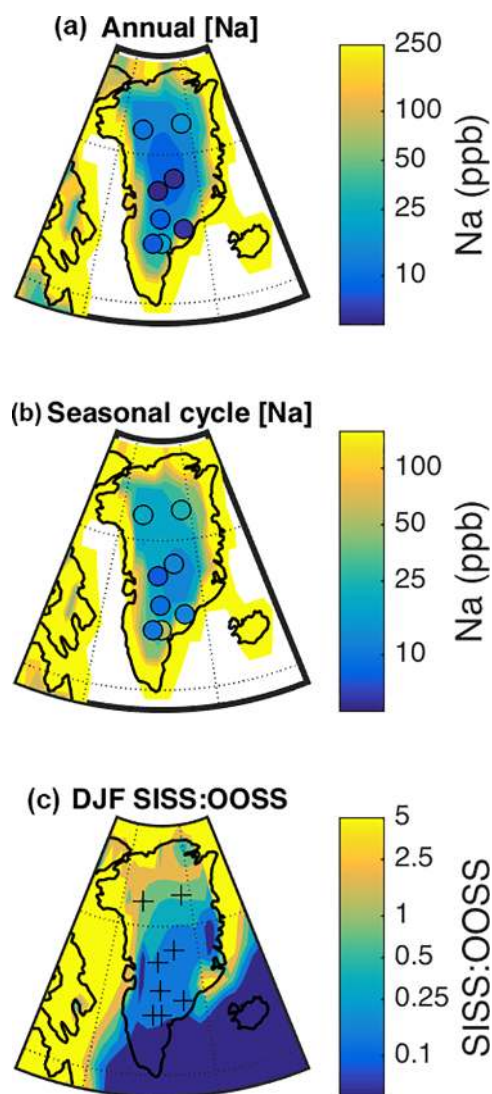 (a) Annual [Na]
250
100
50
25
10
Na (ppb)
(b) Seasonal cycle [Na]
100
50
25
10
Na (ppb)
(c) DJF SISS:OOSS
5
2.5
1
0.5
0.25
0.1
SISS:OOSS